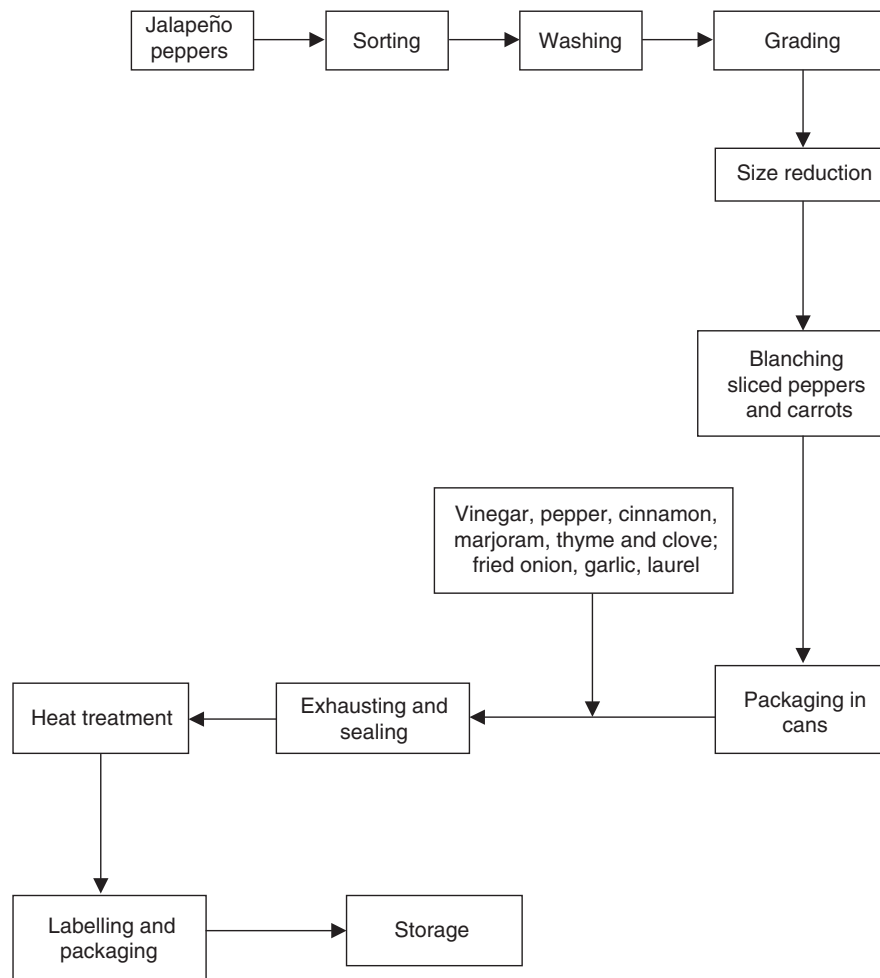 Jalapeño
peppers
Sorting
Washing
Grading
Size reduction
Blanching
sliced peppers
and carrots
Vinegar, pepper, cinnamon,
marjoram, thyme and clove;
fried onion, garlic, laurel
Packaging in
cans
Exhausting and
sealing
Heat treatment
Labelling and
packaging
Storage